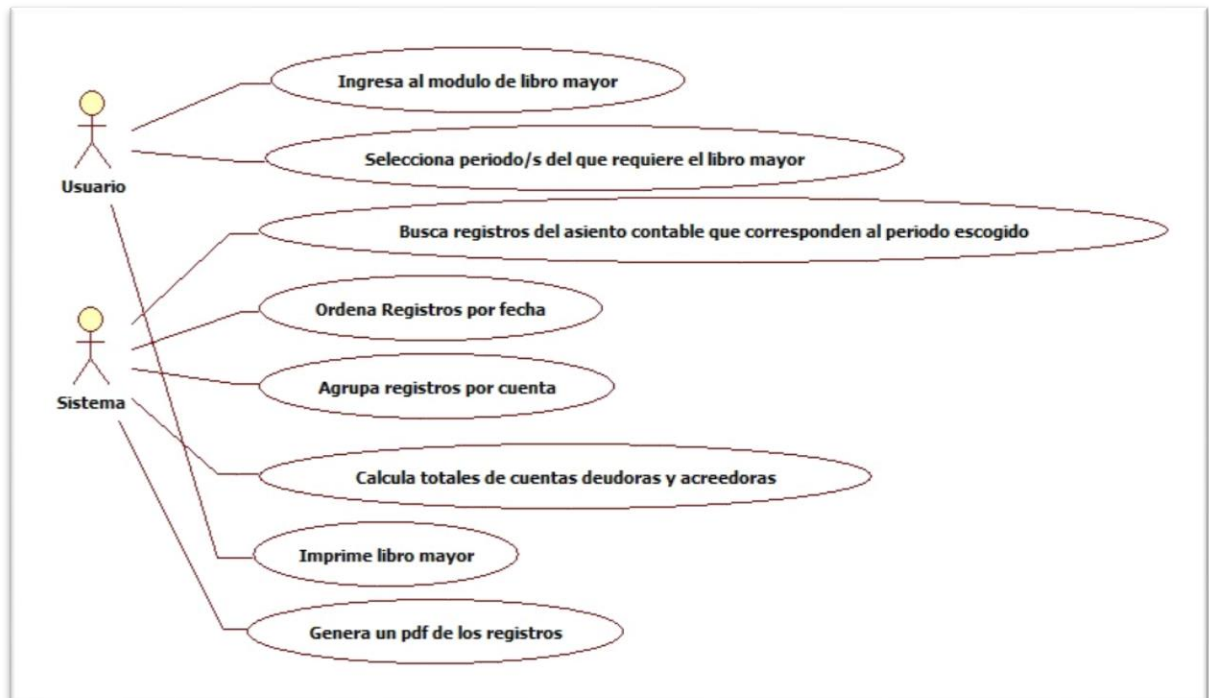 Ingresa al modulo de libro mayor
Selecciona periodo/s del que requiere el libro mayor
Usuario
Busca registros del asiento contable que corresponden al periodo escogido
Ordena Registros por fecha
Agrupa registros por cuenta
Sistema
Calcula totales de cuentas deudoras y acreedoras
Imprime libro mayor
Genera un pdf de los registros